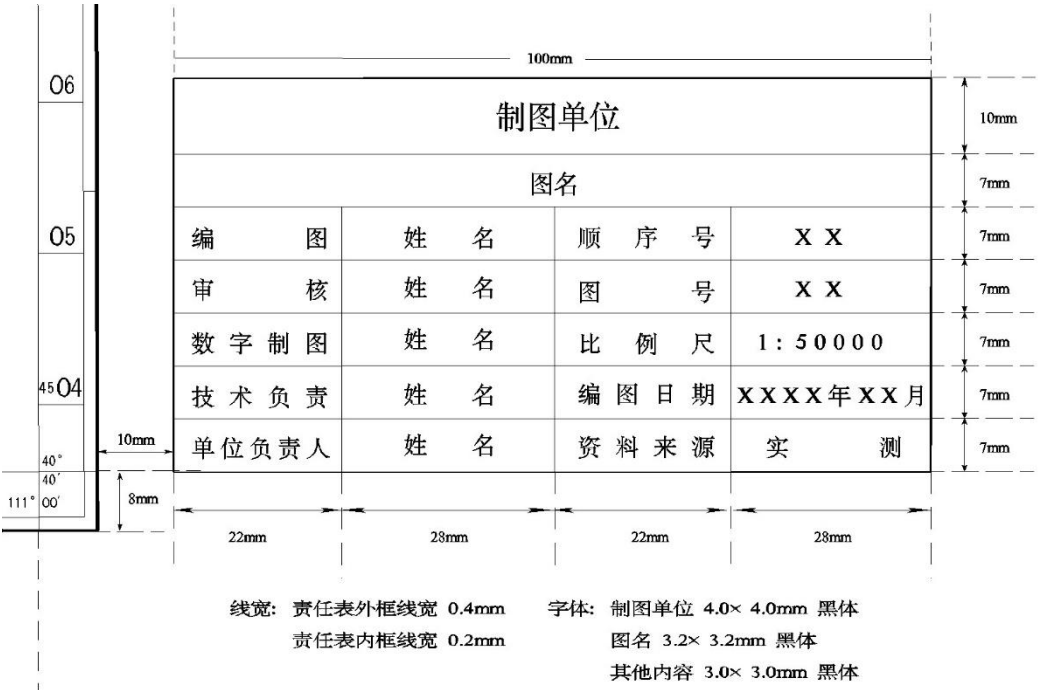 100mm
06
制图单位
10mm
图名
7mm
05
编 图 姓 名 顺 序 号 X X
7mm
审 核 姓 名 图 号 X X
7mm
数 字 制 图 姓 名 比 例 尺 1:50000
7mm
4504
技 术 负 责 姓 名 编 图 日 期 XXXX年XX月
7mm
10mm
单位负责人 姓 名 资 料 来 源 实 测
7mm
40°
40′
111° 00′
8mm
22mm 28mm 22mm 28mm
线宽: 责任表外框线宽 0.4mm 字体: 制图单位 4.0× 4.0mm 黑体
责任表内框线宽 0.2mm 图名 3.2× 3.2mm 黑体
其他内容 3.0× 3.0mm 黑体